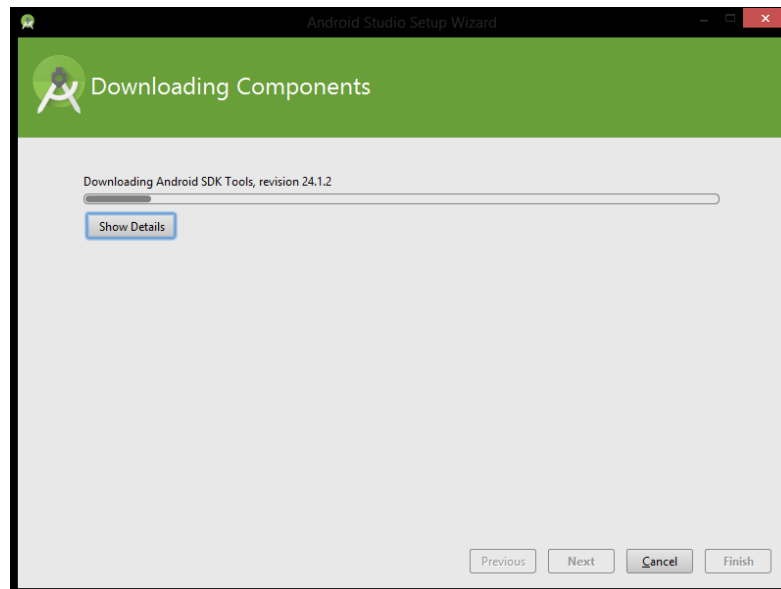 Android Studio Setup Wizard
Downloading Components
Downloading Android SDK Tools, revision 24.1.2
Show Details
Previous Next Cancel Finish